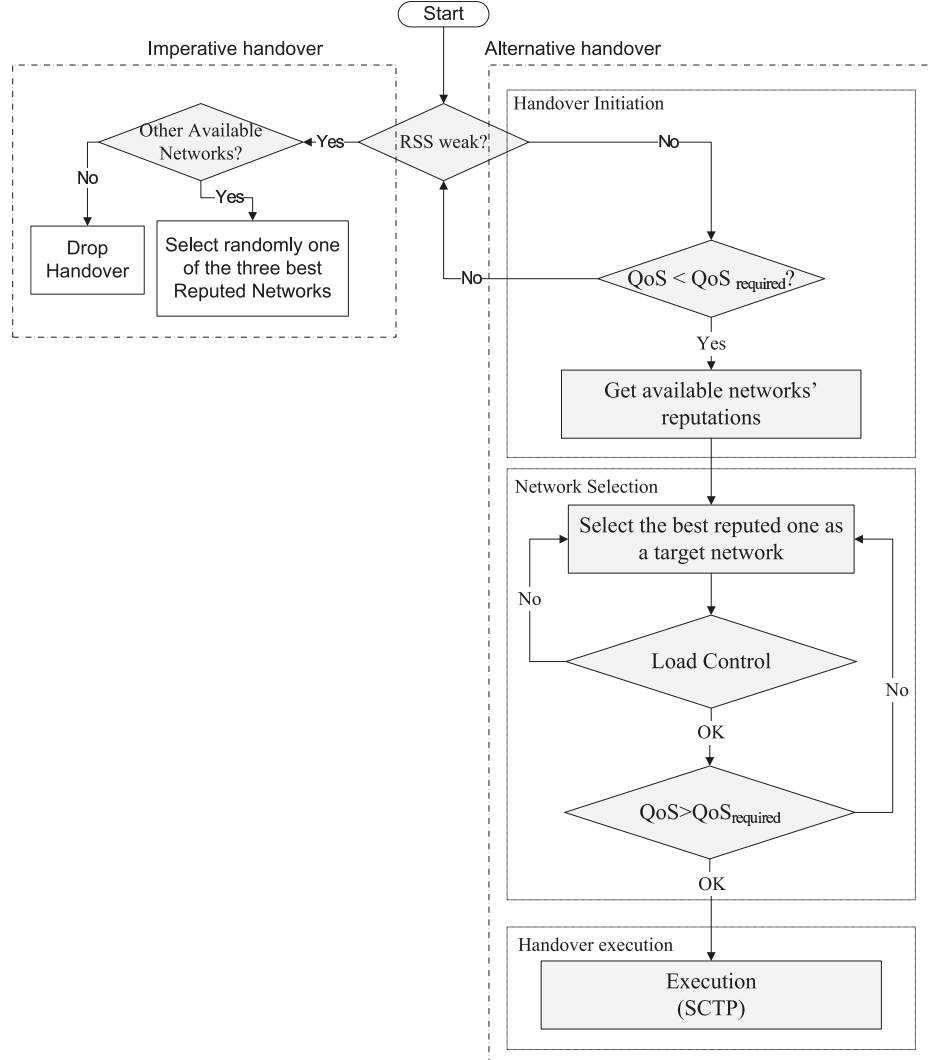 Start
Imperative handover
Alternative handover
Handover Initiation
Other Available
Networks?
Yes
RSS weak?
No
No
Yes
Drop
Handover
Select randomly one
of the three best
Reputed Networks
No
QoS < QoS required?
Yes
Get available networks’
reputations
Network Selection
Select the best reputed one as
a target network
No
Load Control
No
OK
QoS>QoSrequired
OK
Handover execution
Execution
(SCTP)